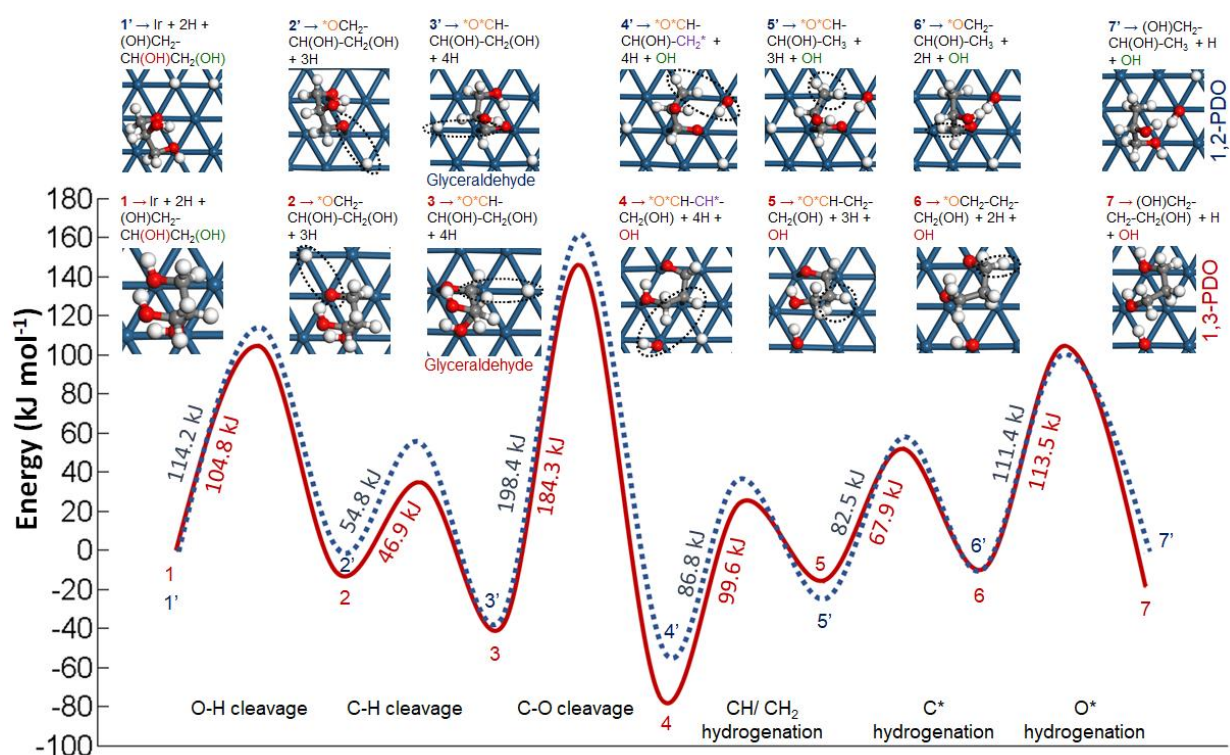 1' → Ir + 2H +
(OH)CH2-
CH(OH)CH2(OH)
2' → *OCH2-
CH(OH)-CH2(OH)
+ 3H
3' → *O*CH-
CH(OH)-CH2(OH)
+ 4H
Glyceraldehyde
4' → *O*CH-
CH(OH)-CH2* +
4H + OH
5' → *O*CH-
CH(OH)-CH3 +
3H + OH
6' → *OCH2-
CH(OH)-CH3 +
2H + OH
7' → (OH)CH2-
CH(OH)-CH3 + H
+ OH
1,2-PDO
1 → Ir + 2H +
(OH)CH2-
CH(OH)CH2(OH)
2 → *OCH2-
CH(OH)-CH2(OH)
+ 3H
3 → *O*CH-
CH(OH)-CH2(OH)
+ 4H
Glyceraldehyde
4 → *O*CH-CH*-
CH2(OH) + 4H +
OH
5 → *O*CH-CH2-
CH2(OH) + 3H +
OH
6 → *OCH2-CH2-
CH2(OH) + 2H +
OH
7 → (OH)CH2-
CH2-CH2(OH) + H
+ OH
1,3-PDO
Energy (kJ mol-1)
180
160
140
120
100
80
60
40
20
0
-20
-40
-60
-80
-100
114.2 kJ
104.8 kJ
54.8 kJ
46.9 kJ
198.4 kJ
184.3 kJ
86.8 kJ
99.6 kJ
82.5 kJ
67.9 kJ
111.4 kJ
113.5 kJ
1
1'
2'
2
3'
3
4'
4
5
5'
6'
6
7'
7
O-H cleavage
C-H cleavage
C-O cleavage
CH/ CH2
hydrogenation
C*
hydrogenation
O*
hydrogenation